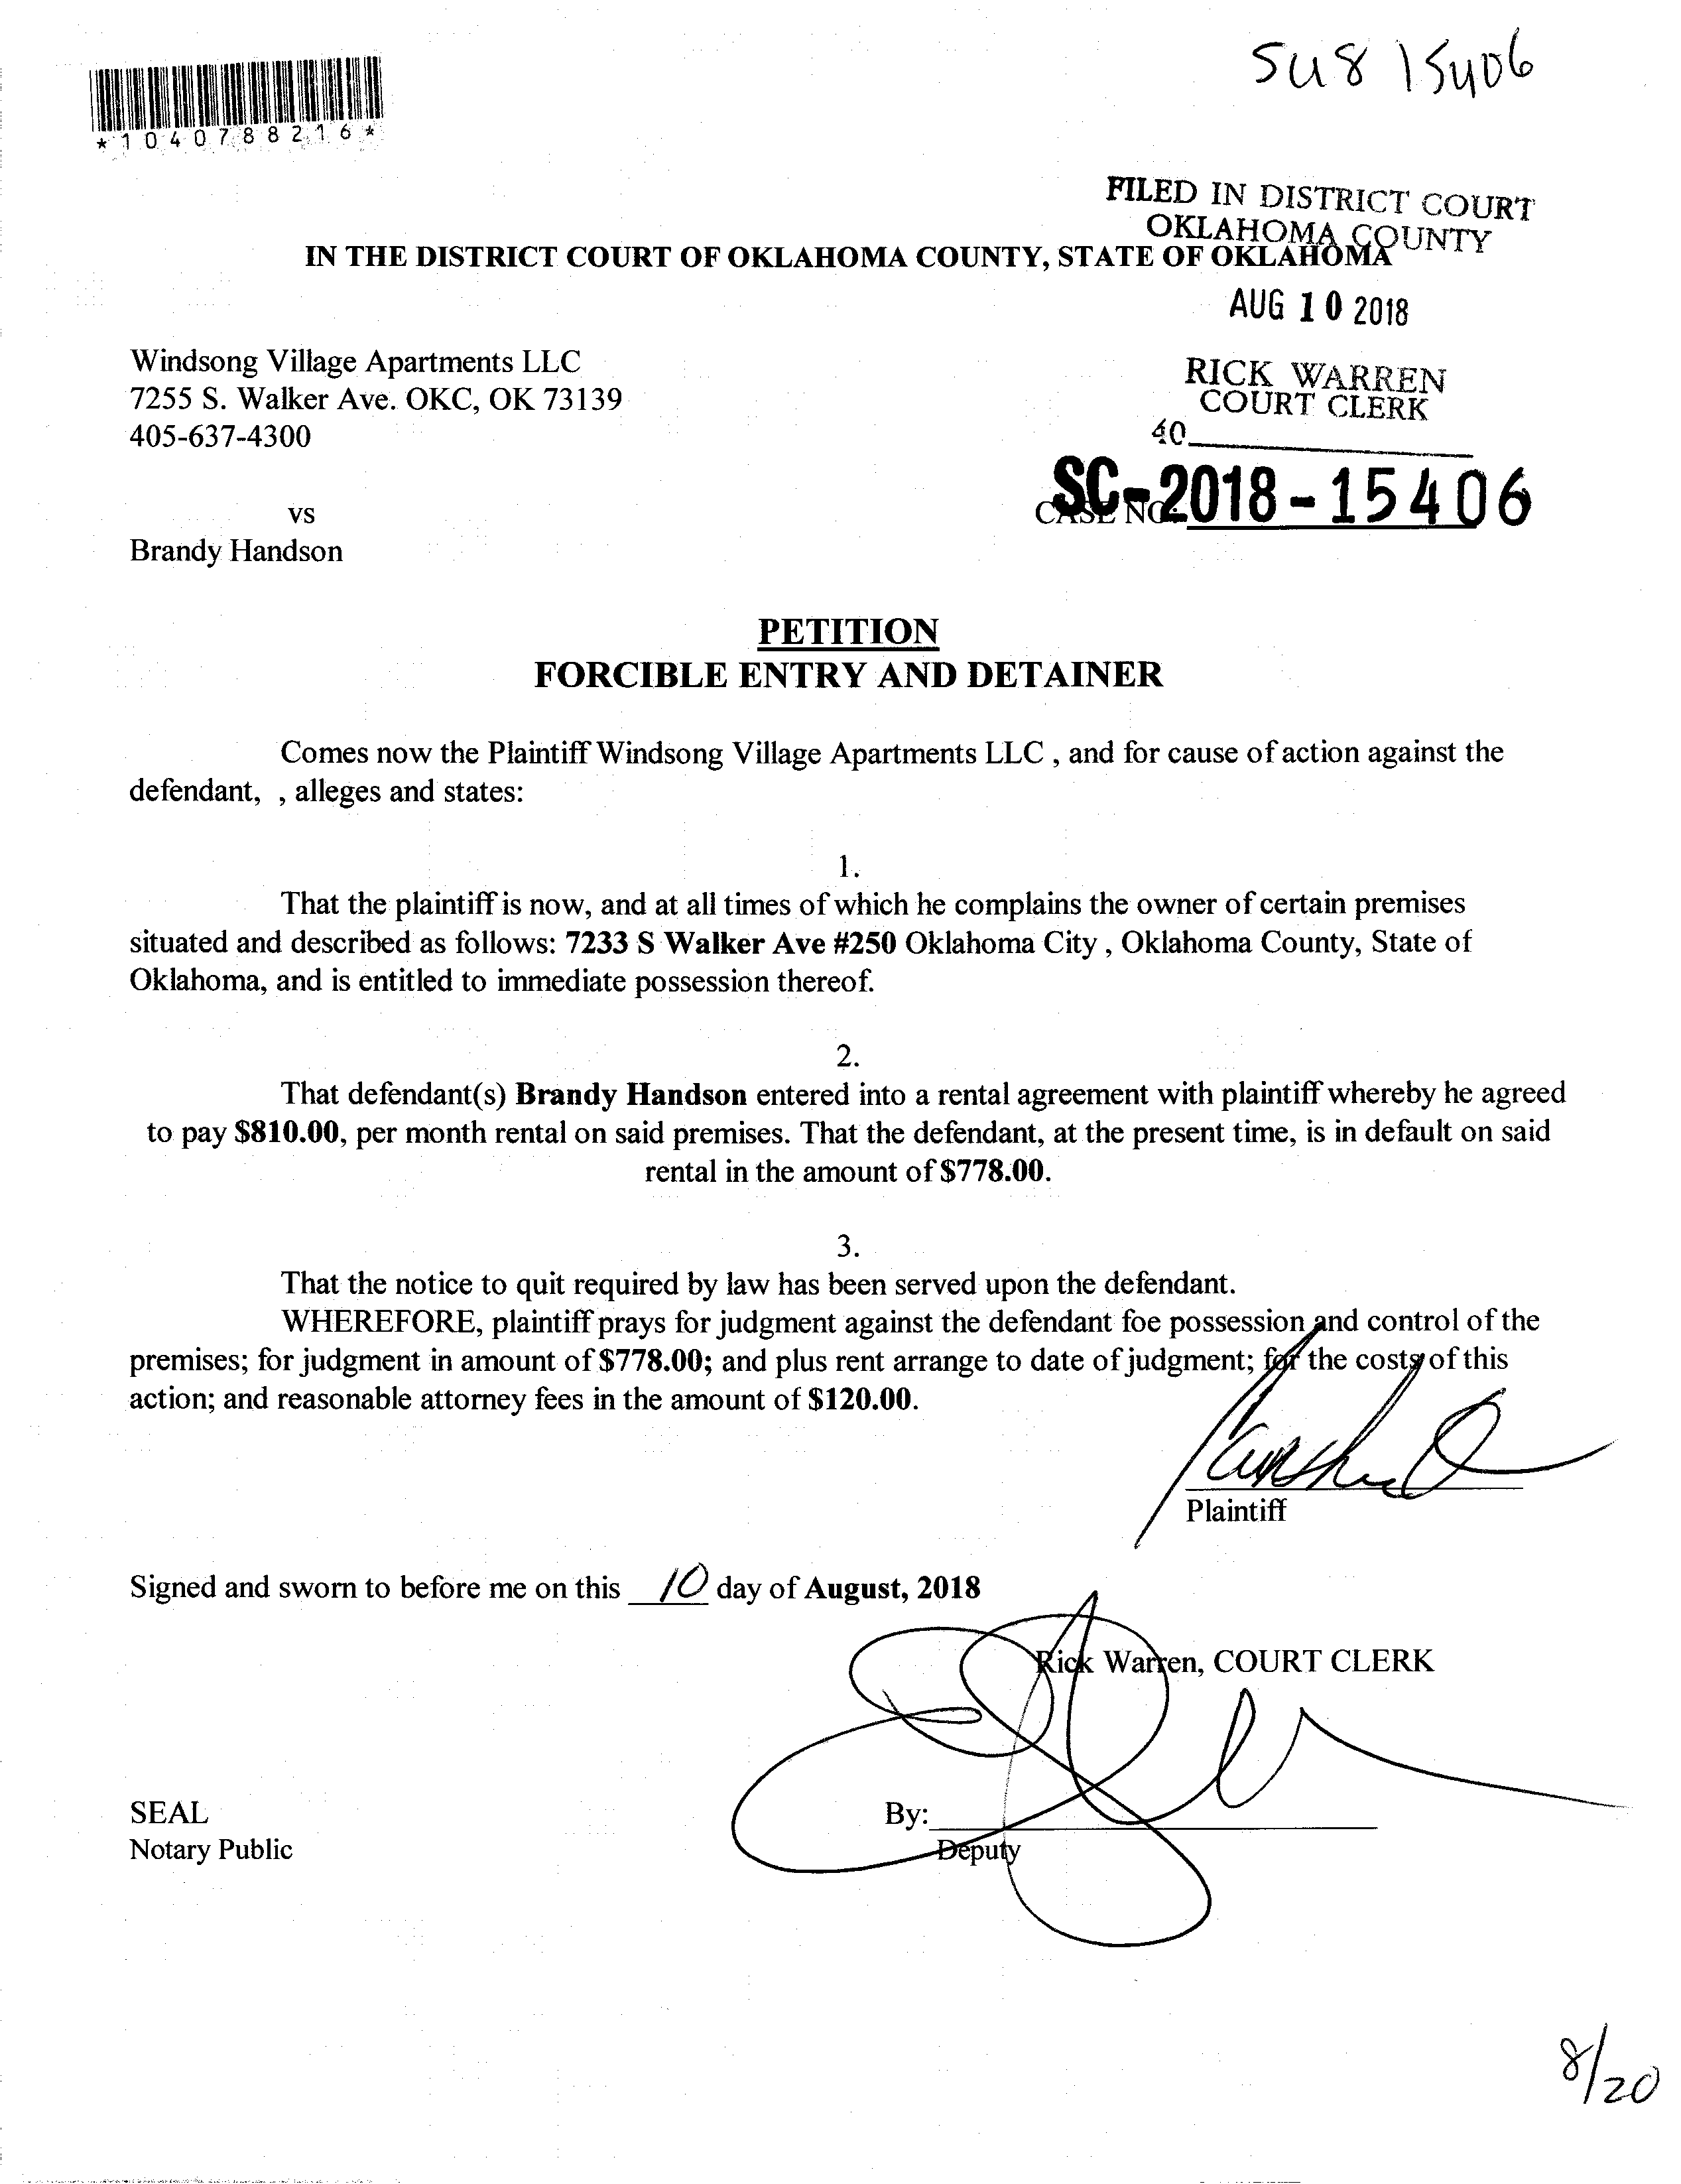 SU8 15406
*1040788216*
FILED IN DISTRICT COURT
OKLAHOMA COUNTY
IN THE DISTRICT COURT OF OKLAHOMA COUNTY, STATE OF OKLAHOMA
AUG 10 2018
Windsong Village Apartments LLC
7255 S. Walker Ave. OKC, OK 73139
405-637-4300
RICK WARREN
COURT CLERK
40
CASE NO. SC-2018-15406
vs
Brandy Handson
PETITION
FORCIBLE ENTRY AND DETAINER
Comes now the Plaintiff Windsong Village Apartments LLC , and for cause of action against the
defendant, , alleges and states:
1.
That the plaintiff is now, and at all times of which he complains the owner of certain premises
situated and described as follows: 7233 S Walker Ave #250 Oklahoma City , Oklahoma County, State of
Oklahoma, and is entitled to immediate possession thereof.
2.
That defendant(s) Brandy Handson entered into a rental agreement with plaintiff whereby he agreed
to pay $810.00, per month rental on said premises. That the defendant, at the present time, is in default on said
rental in the amount of $778.00.
3.
That the notice to quit required by law has been served upon the defendant.
WHEREFORE, plaintiff prays for judgment against the defendant foe possession and control of the
premises; for judgment in amount of $778.00; and plus rent arrange to date of judgment; for the costs of this
action; and reasonable attorney fees in the amount of $120.00.
Plaintiff
Signed and sworn to before me on this 10 day of August, 2018
Rick Warren, COURT CLERK
SEAL
By:
Notary Public
Deputy
8/20